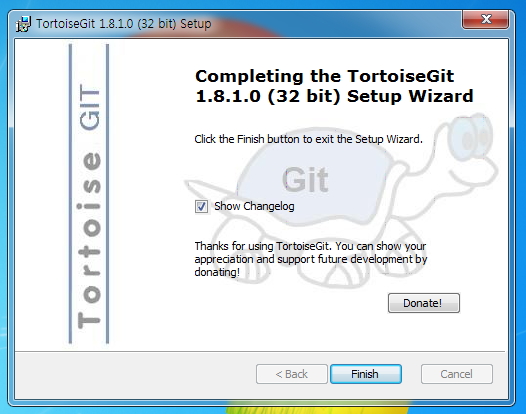 TortoiseGit 1.8.1.0 (32 bit) Setup
Tortoise GIT
Completing the TortoiseGit
1.8.1.0 (32 bit) Setup Wizard
Click the Finish button to exit the Setup Wizard.
Git
Show Changelog
Thanks for using TortoiseGit. You can show your
appreciation and support future development by
donating!
Donate!
< Back
Finish
Cancel